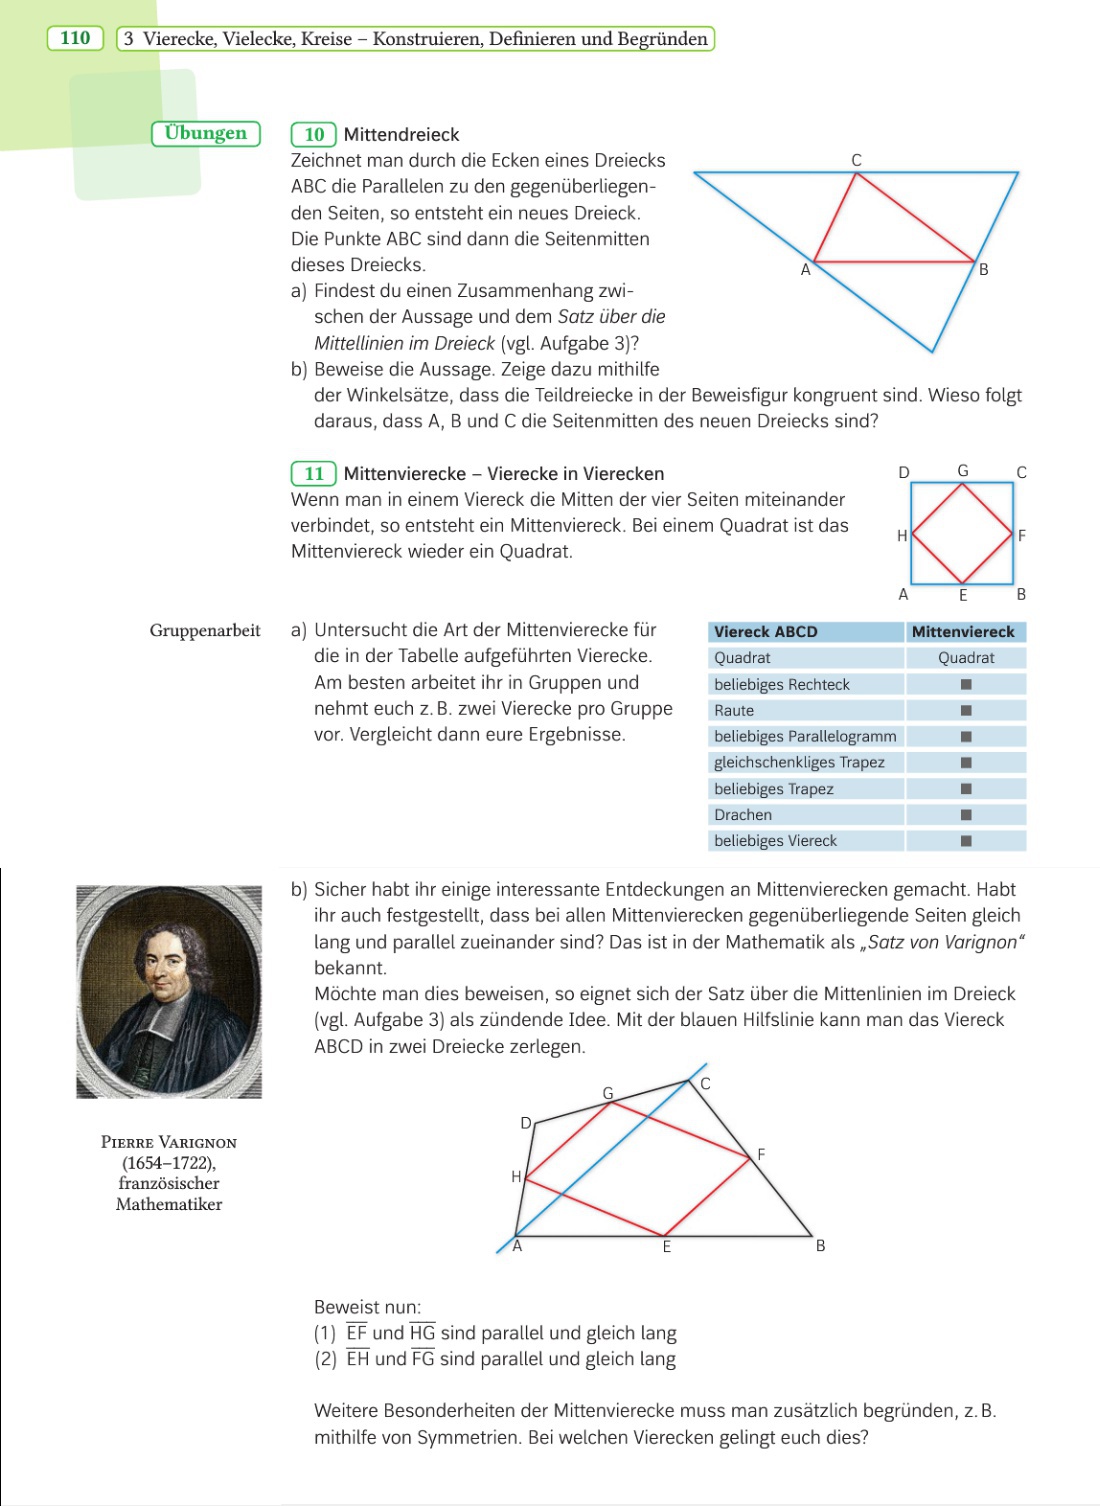 110
3 Vierecke, Vielecke, Kreise – Konstruieren, Definieren und Begründen
Übungen
10 Mittendreieck
Zeichnet man durch die Ecken eines Dreiecks
ABC die Parallelen zu den gegenüberliegen-
den Seiten, so entsteht ein neues Dreieck.
Die Punkte ABC sind dann die Seitenmitten
dieses Dreiecks.
a) Findest du einen Zusammenhang zwi-
schen der Aussage und dem Satz über die
Mittellinien im Dreieck (vgl. Aufgabe 3)?
b) Beweise die Aussage. Zeige dazu mithilfe
der Winkelsätze, dass die Teildreiecke in der Beweisfigur kongruent sind. Wieso folgt
daraus, dass A, B und C die Seitenmitten des neuen Dreiecks sind?
C
A
B
11 Mittenvierecke – Vierecke in Vierecken
Wenn man in einem Viereck die Mitten der vier Seiten miteinander
verbindet, so entsteht ein Mittenviereck. Bei einem Quadrat ist das
Mittenviereck wieder ein Quadrat.
D G C
H F
A E B
Gruppenarbeit
a) Untersucht die Art der Mittenvierecke für
die in der Tabelle aufgeführten Vierecke.
Am besten arbeitet ihr in Gruppen und
nehmt euch z. B. zwei Vierecke pro Gruppe
vor. Vergleicht dann eure Ergebnisse.
Viereck ABCD Mittenviereck
Quadrat Quadrat
beliebiges Rechteck ■
Raute ■
beliebiges Parallelogramm ■
gleichschenkliges Trapez ■
beliebiges Trapez ■
Drachen ■
beliebiges Viereck ■
b) Sicher habt ihr einige interessante Entdeckungen an Mittenvierecken gemacht. Habt
ihr auch festgestellt, dass bei allen Mittenvierecken gegenüberliegende Seiten gleich
lang und parallel zueinander sind? Das ist in der Mathematik als „Satz von Varignon“
bekannt.
Möchte man dies beweisen, so eignet sich der Satz über die Mittenlinien im Dreieck
(vgl. Aufgabe 3) als zündende Idee. Mit der blauen Hilfslinie kann man das Viereck
ABCD in zwei Dreiecke zerlegen.
Pierre Varignon
(1654–1722),
französischer
Mathematiker
C
G
D
F
H
A
E
B
Beweist nun:
(1) E̅F̅ und H̅G̅ sind parallel und gleich lang
(2) E̅H̅ und F̅G̅ sind parallel und gleich lang
Weitere Besonderheiten der Mittenvierecke muss man zusätzlich begründen, z. B.
mithilfe von Symmetrien. Bei welchen Vierecken gelingt euch dies?